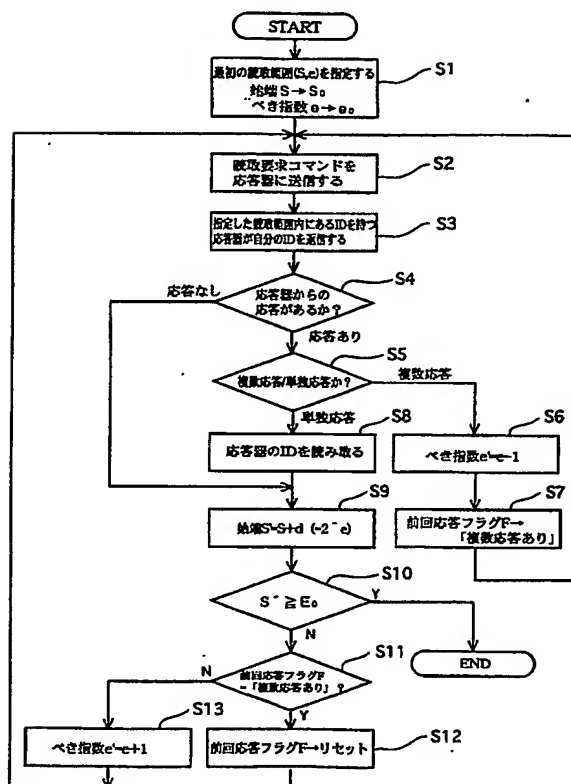 START
最初の読取範囲(S,e)を指定する
始端 S→S₀
べき指数 e→e₀
S1
読取要求コマンドを
応答器に送信する
S2
指定した読取範囲内にあるIDを持つ
応答器が自分のIDを返信する
S3
応答器からの
応答があるか?
S4
応答なし
応答あり
複数応答/単独応答か?
S5
複数応答
単独応答
応答器のIDを読み取る
S8
べき指数e'=e-1
S6
始端S'=S+d (=2^e)
S9
前回応答フラグF→
「複数応答あり」
S7
S'≧E₀
S10
Y
N
END
前回応答フラグF
=「複数応答あり」?
S11
N
Y
べき指数e'=e+1
S13
前回応答フラグF→リセット
S12